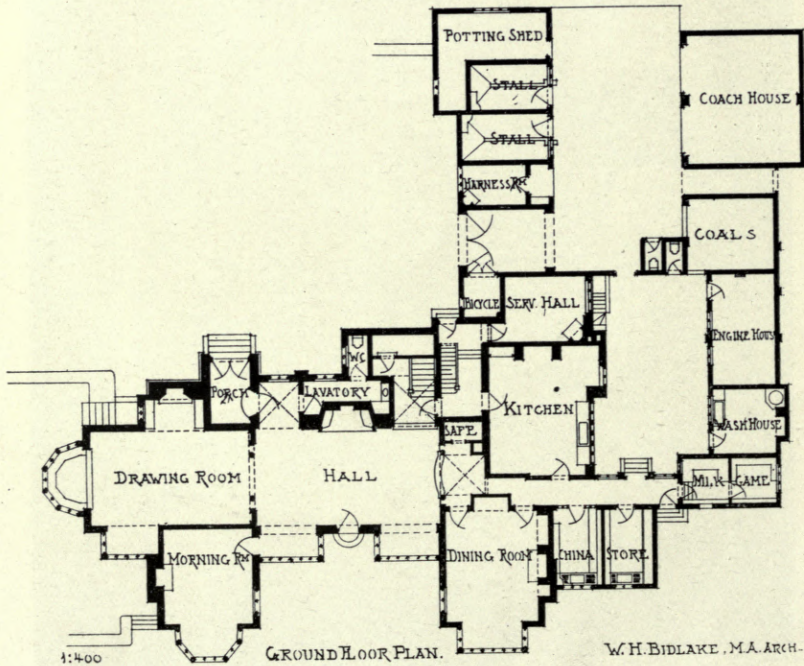 POTTING SHED
STALL
STALL
HARNESS RM
COACH HOUSE
COALS
BICYCLE
SERV. HALL
ENGINE HOUSE
WC
PORCH
LAVATORY
KITCHEN
WASH HOUSE
SAFE
DRAWING ROOM
HALL
MILK
GAME
MORNING RM
DINING ROOM
CHINA
STORE
1:400
GROUND FLOOR PLAN.
W. H. BIDLAKE, M.A. ARCH-